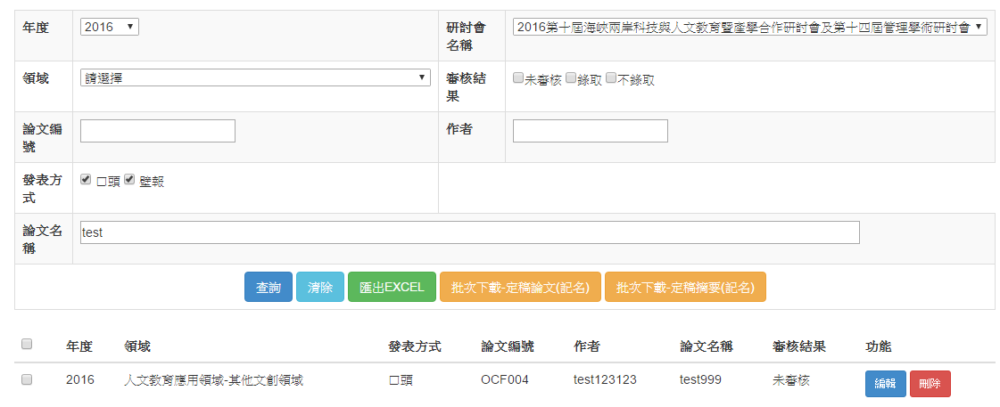 年度 2016 研討會名稱 2016第十屆海峽兩岸科技與人文教育暨產學合作研討會及第十四屆管理學術研討會
領域 請選擇 審核結果 未審核 錄取 不錄取
論文編號 作者
發表方式 口頭 壁報
論文名稱 test
查詢 清除 匯出EXCEL 批次下載-定稿論文(記名) 批次下載-定稿摘要(記名)
年度 領域 發表方式 論文編號 作者 論文名稱 審核結果 功能
2016 人文教育應用領域-其他文創領域 口頭 OCF004 test123123 test999 未審核 編輯 刪除